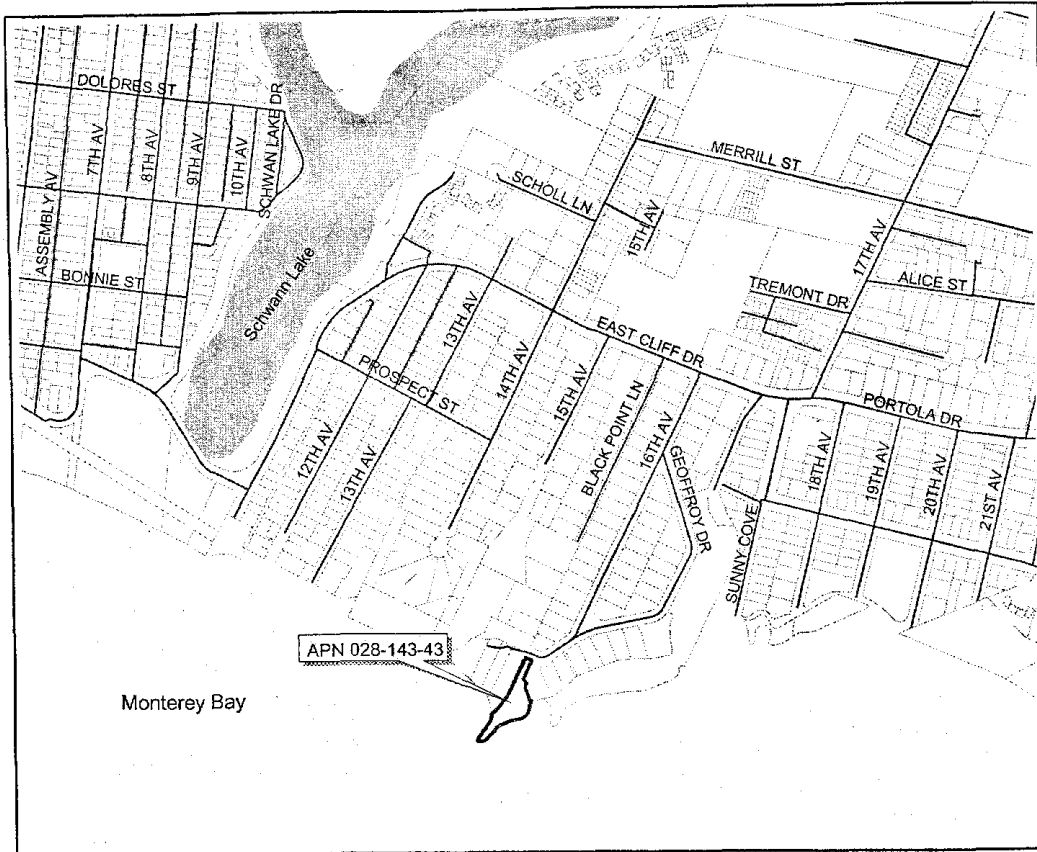 DOLORES ST
ASSEMBLY AV
7TH AV
8TH AV
9TH AV
10TH AV
SCHWAN LAKE DR
BONNIE ST
Schwann Lake
SCHOLL LN
MERRILL ST
15TH AV
17TH AV
TREMONT DR
ALICE ST
EAST CLIFF DR
PORTOLA DR
PROSPECT ST
12TH AV
13TH AV
13TH AV
14TH AV
15TH AV
BLACK POINT LN
16TH AV
GEOFFROY DR
SUNNY COVE
18TH AV
19TH AV
20TH AV
21ST AV
APN 028-143-43
Monterey Bay